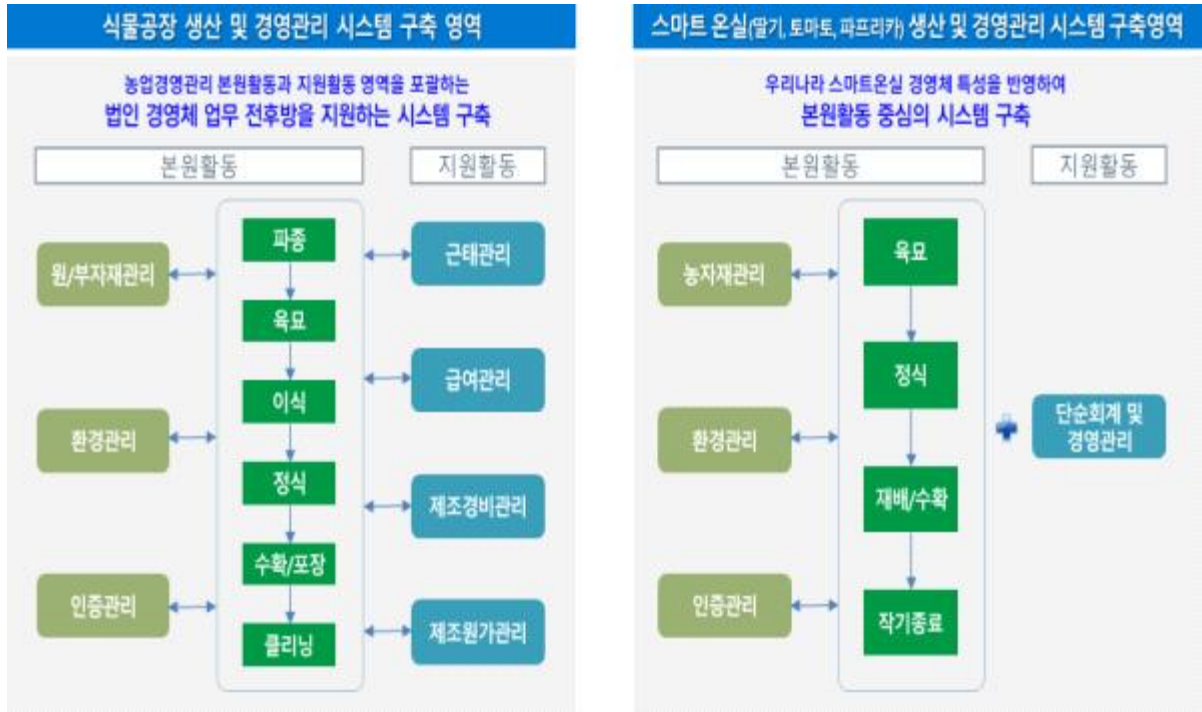 식물공장 생산 및 경영관리 시스템 구축 영역
농업경영관리 본원활동과 지원활동 영역을 포괄하는
법인 경영체 업무 전후방을 지원하는 시스템 구축
본원활동
지원활동
원/부자재관리
환경관리
인증관리
파종
육묘
이식
정식
수확/포장
클리닝
근태관리
급여관리
제조경비관리
제조원가관리
스마트 온실(딸기, 토마토, 파프리카) 생산 및 경영관리 시스템 구축영역
우리나라 스마트온실 경영체 특성을 반영하여
본원활동 중심의 시스템 구축
본원활동
지원활동
농자재관리
환경관리
인증관리
육묘
정식
재배/수확
작기종료
단순회계 및
경영관리